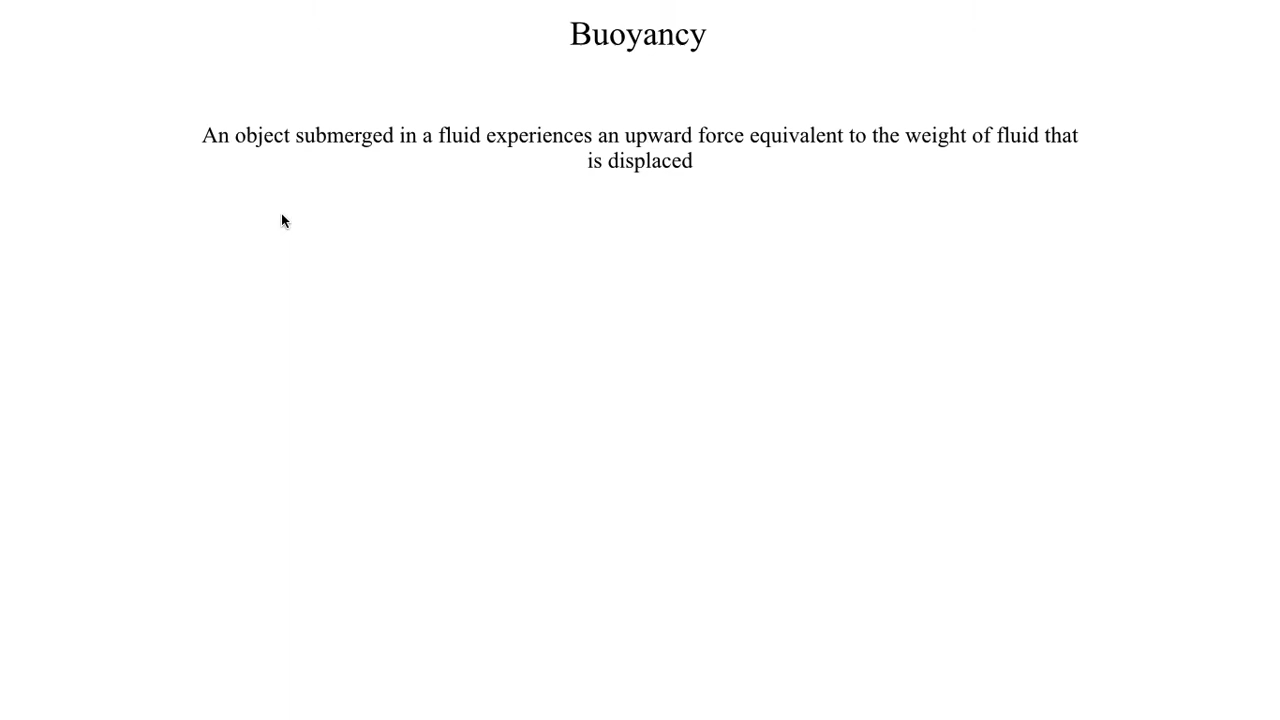 Buoyancy
An object submerged in a fluid experiences an upward force equivalent to the weight of fluid that
is displaced